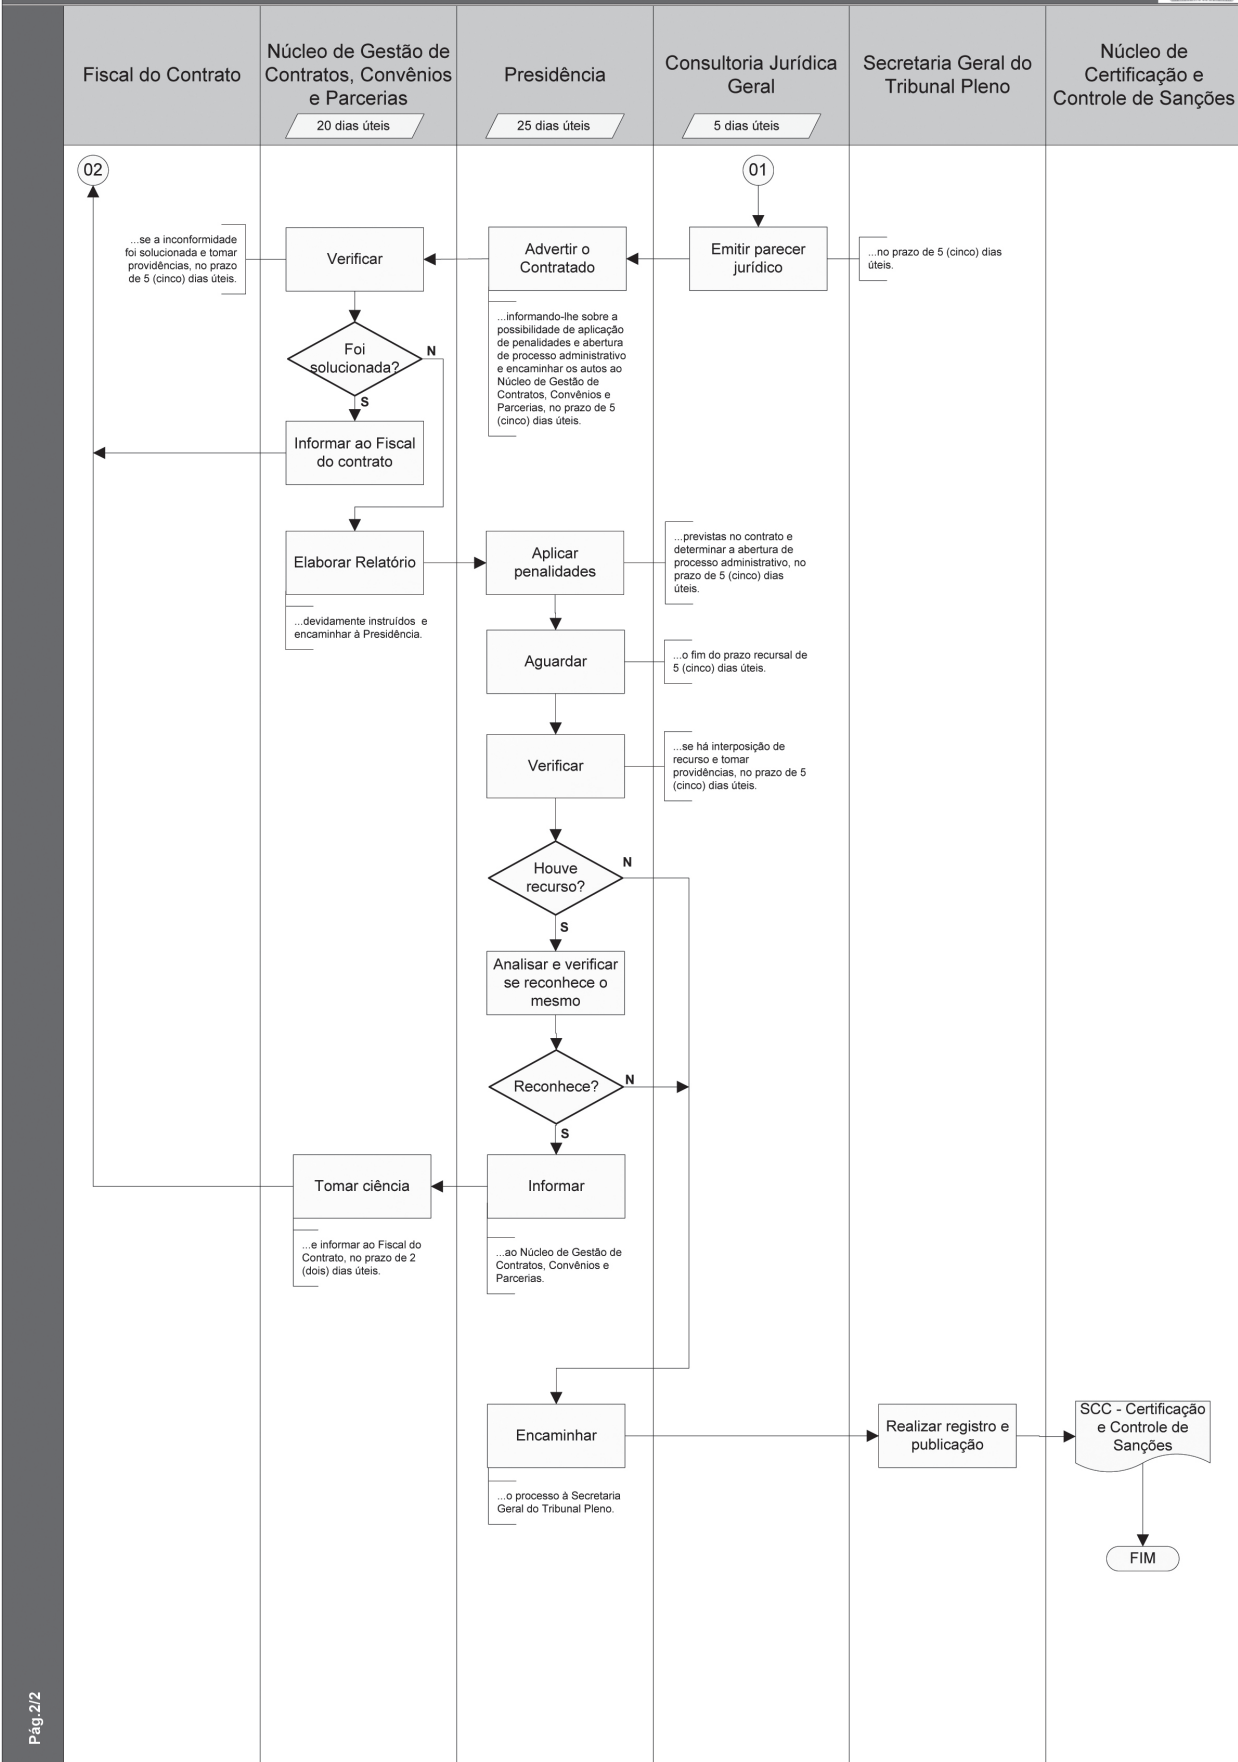 Fiscal do Contrato
Núcleo de Gestão de
Contratos, Convênios
e Parcerias
20 dias úteis
Presidência
25 dias úteis
Consultoria Jurídica
Geral
5 dias úteis
Secretaria Geral do
Tribunal Pleno
Núcleo de
Certificação e
Controle de Sanções
02
01
...se a inconformidade
foi solucionada e tomar
providências, no prazo
de 5 (cinco) dias úteis.
Verificar
Advertir o
Contratado
Emitir parecer
jurídico
...no prazo de 5 (cinco) dias
úteis.
...informando-lhe sobre a
possibilidade de aplicação
de penalidades e abertura
de processo administrativo
e encaminhar os autos ao
Núcleo de Gestão de
Contratos, Convênios e
Parcerias, no prazo de 5
(cinco) dias úteis.
Foi
solucionada?
N
S
Informar ao Fiscal
do contrato
Elaborar Relatório
...devidamente instruídos e
encaminhar à Presidência.
Aplicar
penalidades
...previstas no contrato e
determinar a abertura de
processo administrativo, no
prazo de 5 (cinco) dias
úteis.
Aguardar
...o fim do prazo recursal de
5 (cinco) dias úteis.
Verificar
...se há interposição de
recurso e tomar
providências, no prazo de 5
(cinco) dias úteis.
Houve
recurso?
N
S
Analisar e verificar
se reconhece o
mesmo
Reconhece?
N
S
Tomar ciência
...e informar ao Fiscal do
Contrato, no prazo de 2
(dois) dias úteis.
Informar
...ao Núcleo de Gestão de
Contratos, Convênios e
Parcerias.
Encaminhar
...o processo à Secretaria
Geral do Tribunal Pleno.
Realizar registro e
publicação
SCC - Certificação
e Controle de
Sanções
FIM
Pág.2/2